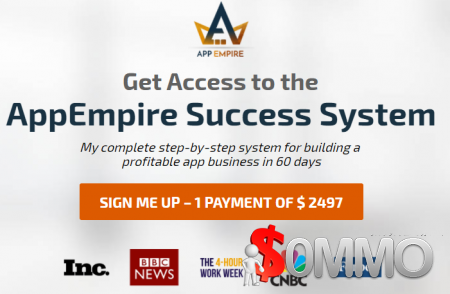 APP EMPIRE
Get Access to the
AppEmpire Success System
My complete step-by-step system for building a
profitable app business in 60 days
SIGN ME UP – 1 PAYMENT OF $ 2497
Inc.
BBC
NEWS
THE 4-HOUR
WORK WEEK
CNBC
$OMMO